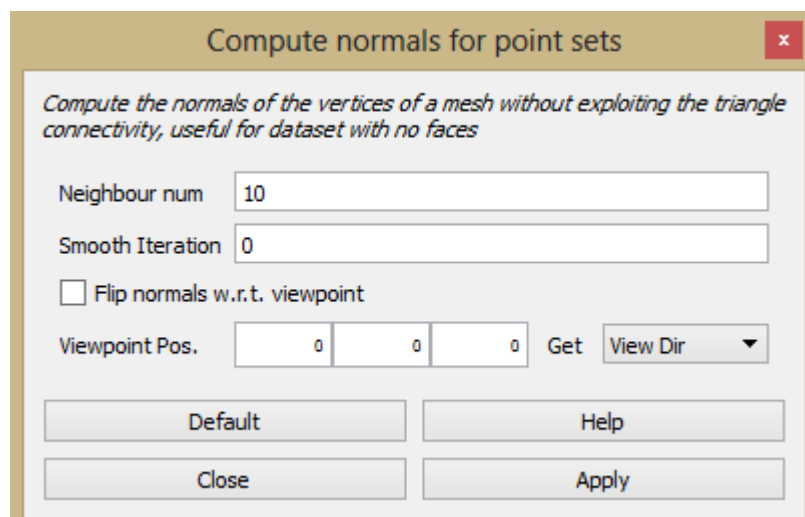 Compute normals for point sets
x
Compute the normals of the vertices of a mesh without exploiting the triangle
connectivity, useful for dataset with no faces
Neighbour num 10
Smooth Iteration 0
Flip normals w.r.t. viewpoint
Viewpoint Pos. 0 0 0 Get View Dir
Default Help
Close Apply